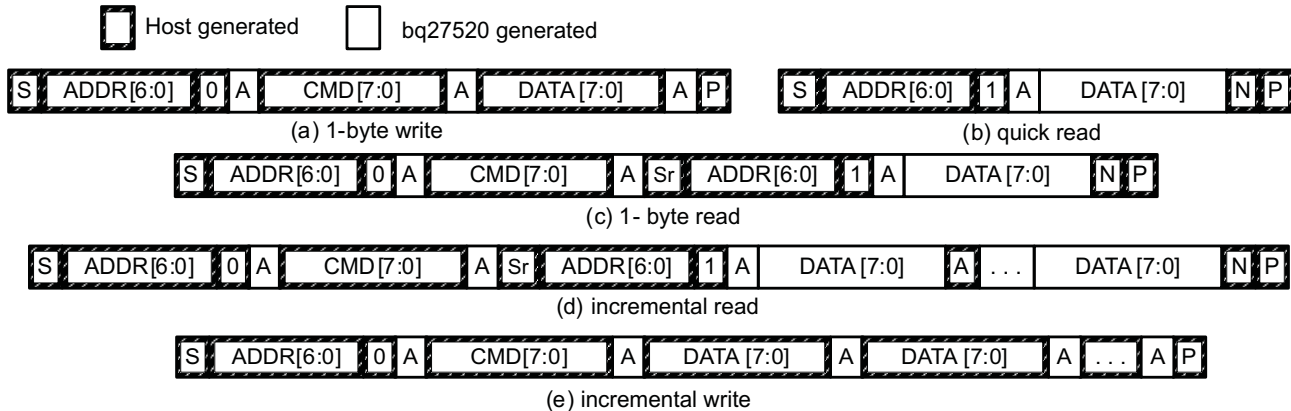 Host generated bq27520 generated
S ADDR[6:0] 0 A CMD[7:0] A DATA [7:0] A P S ADDR[6:0] 1 A DATA [7:0] N P
(a) 1-byte write (b) quick read
S ADDR[6:0] 0 A CMD[7:0] A Sr ADDR[6:0] 1 A DATA [7:0] N P
(c) 1- byte read
S ADDR[6:0] 0 A CMD[7:0] A Sr ADDR[6:0] 1 A DATA [7:0] A . . . DATA [7:0] N P
(d) incremental read
S ADDR[6:0] 0 A CMD[7:0] A DATA [7:0] A DATA [7:0] A . . . A P
(e) incremental write